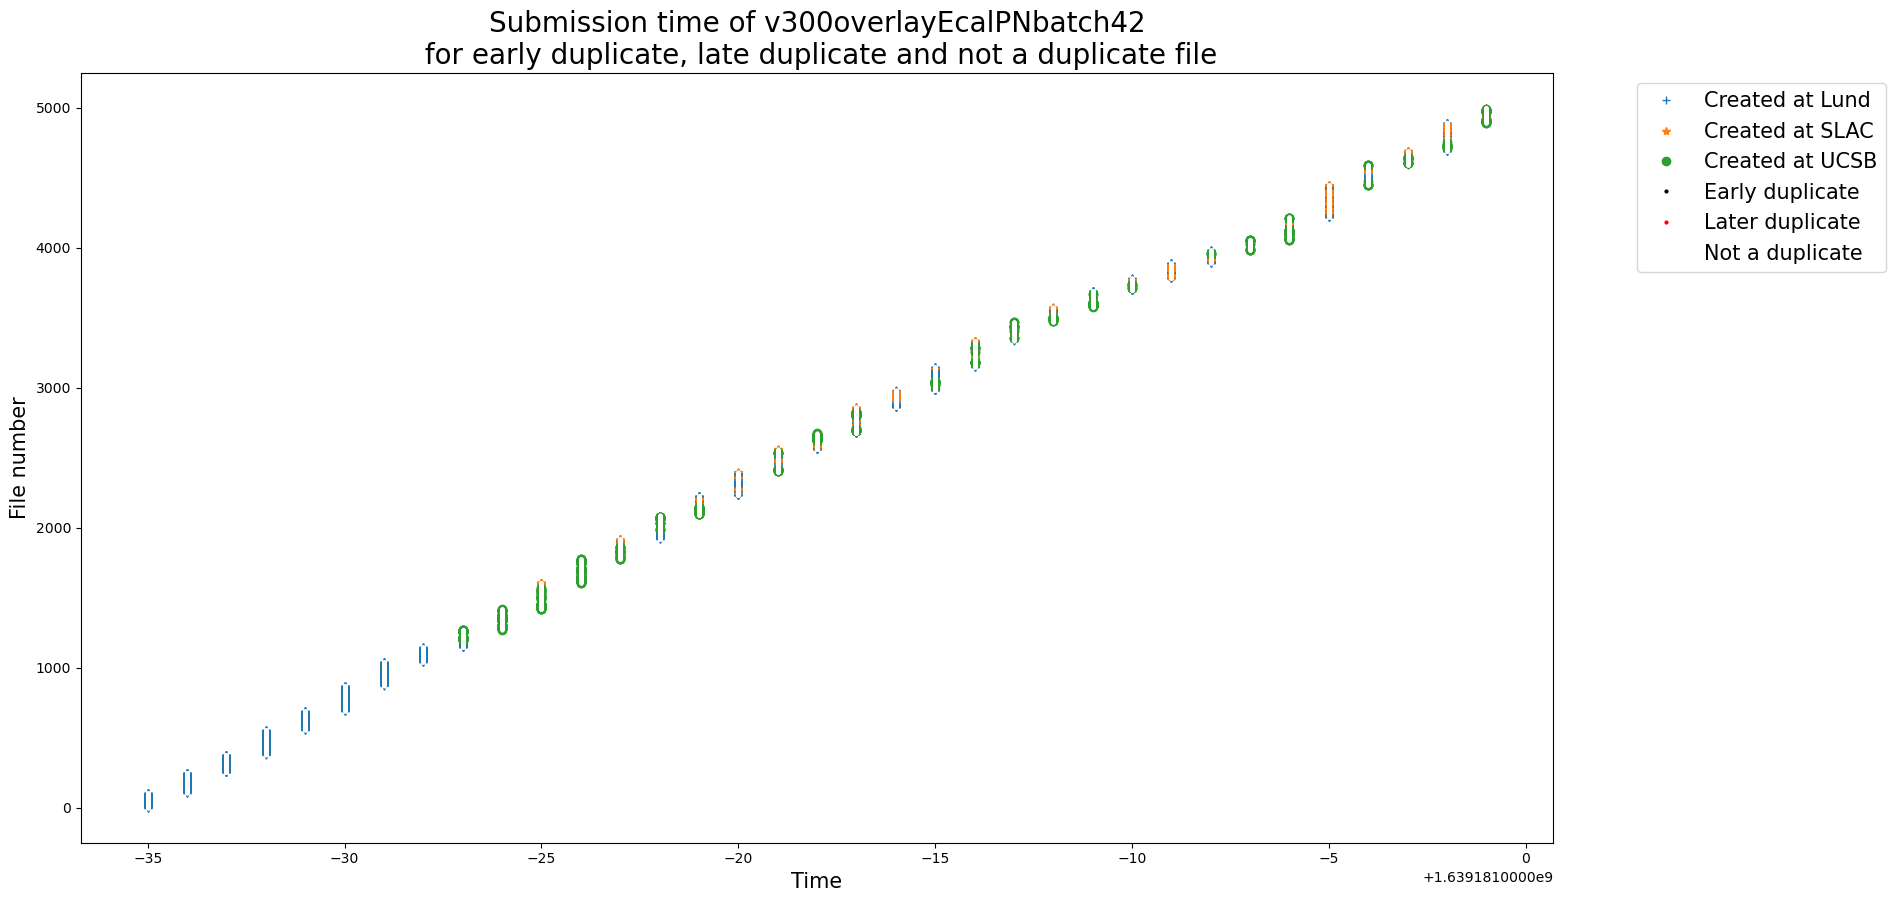 Submission time of v300overlayEcalPNbatch42
for early duplicate, late duplicate and not a duplicate file
Created at Lund
Created at SLAC
Created at UCSB
Early duplicate
Later duplicate
Not a duplicate
File number
5000
4000
3000
2000
1000
0
−35
−30
−25
−20
−15
−10
−5
0
Time
+1.6391810000e9